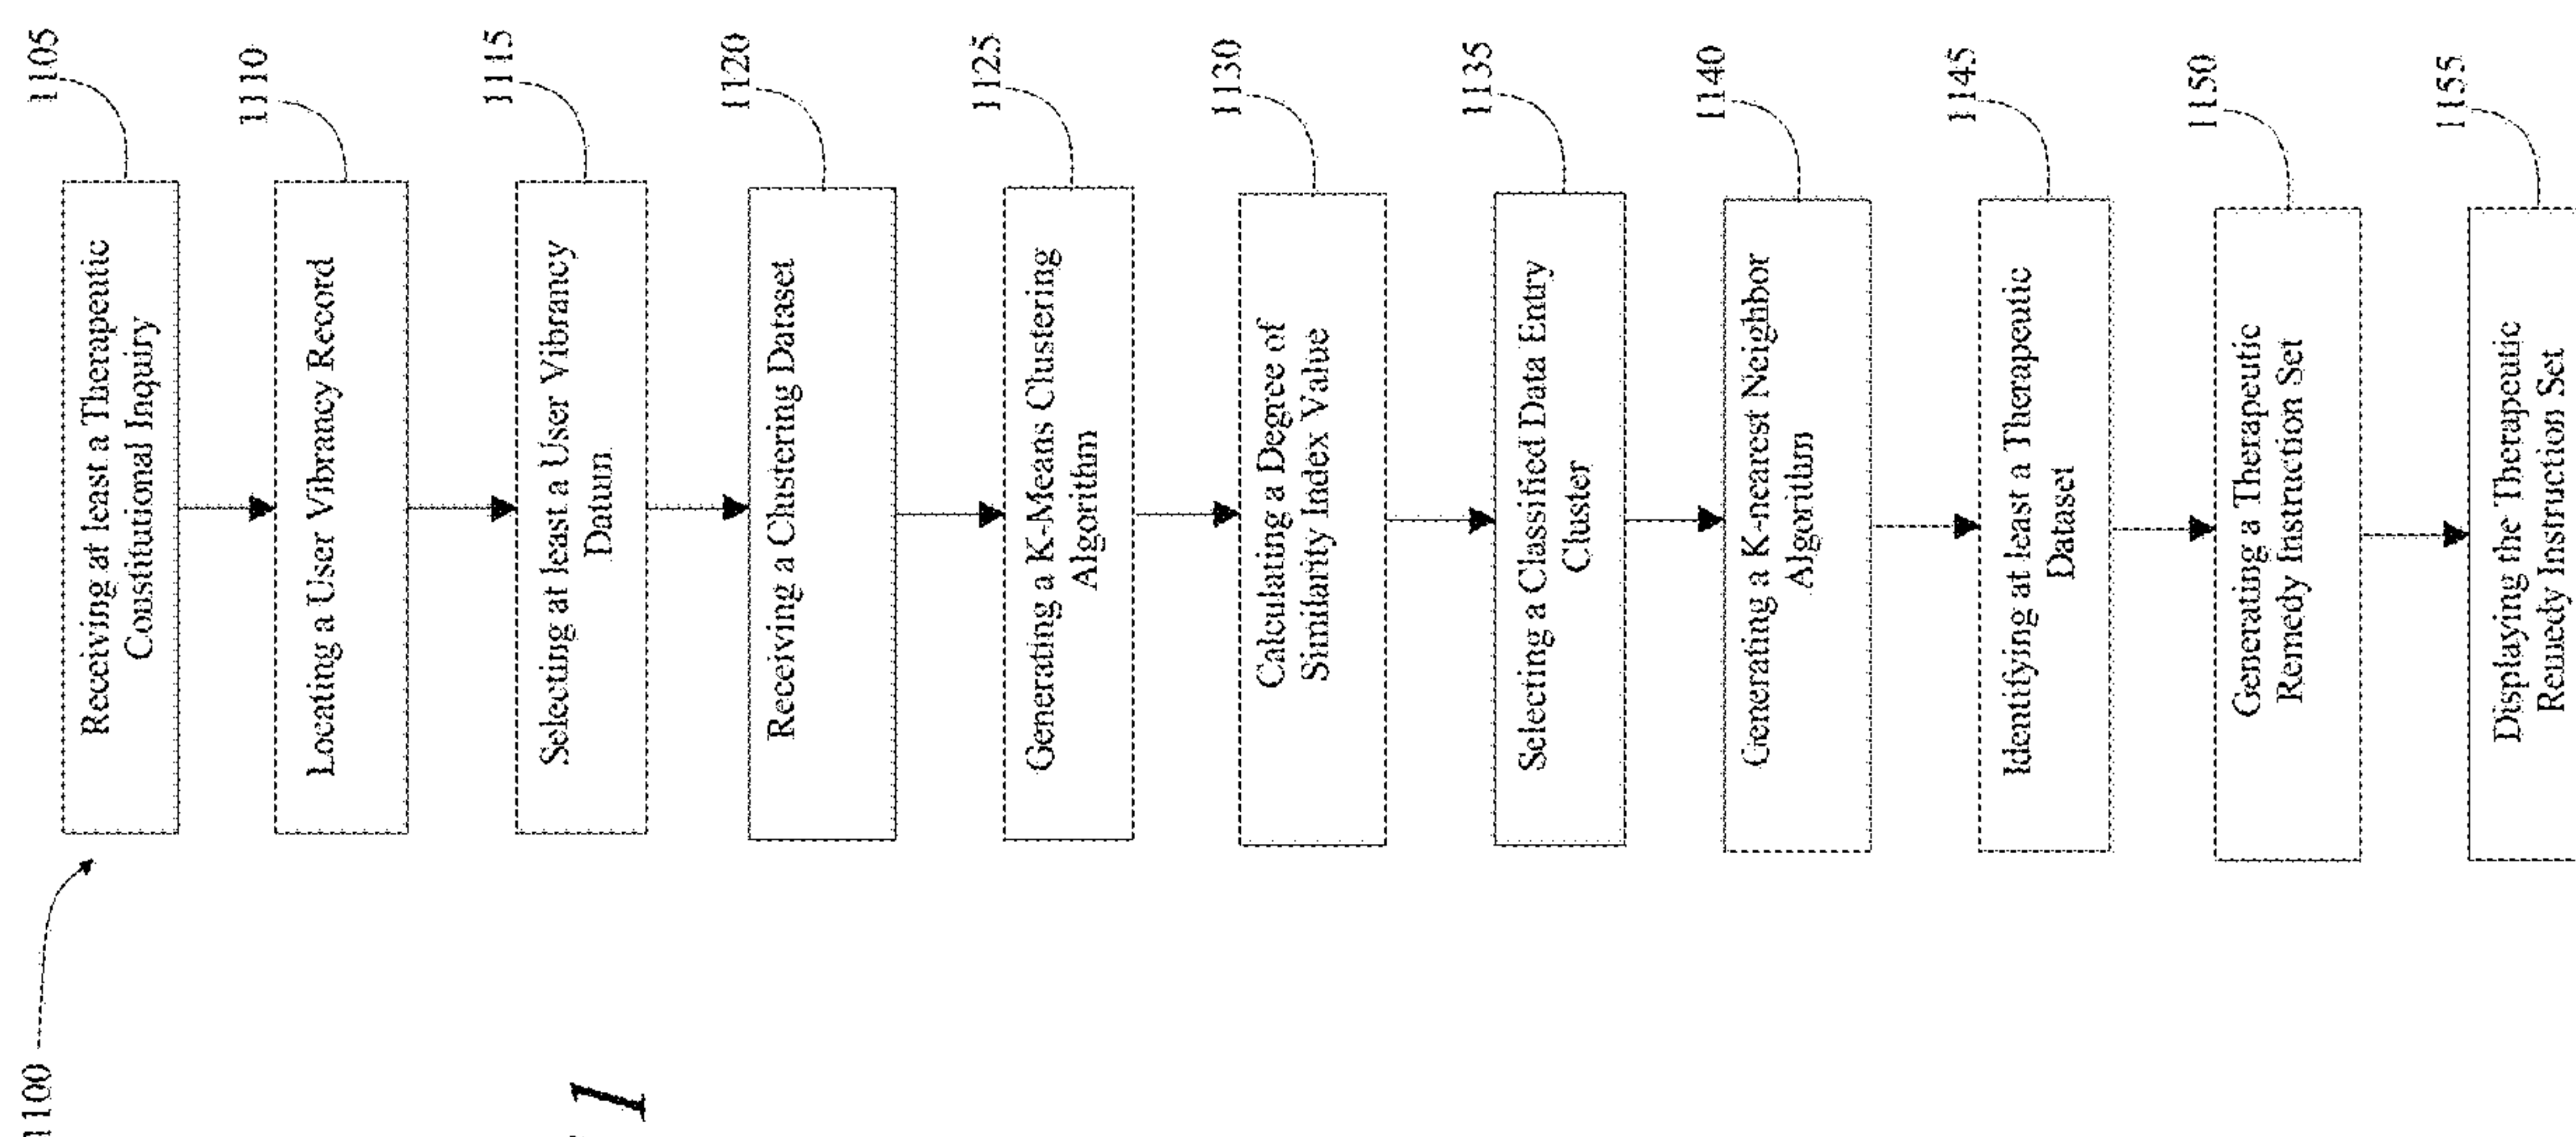 1100
1105
Receiving at least a Therapeutic
Constitutional Inquiry
1110
Locating a User Vibrancy Record
1115
Selecting at least a User Vibrancy
Datum
1120
Receiving a Clustering Dataset
1125
Generating a K-Means Clustering
Algorithm
1130
Calculating a Degree of
Similarity Index Value
1135
Selecting a Classified Data Entry
Cluster
1140
Generating a K-nearest Neighbor
Algorithm
1145
Identifying at least a Therapeutic
Dataset
1150
Generating a Therapeutic
Remedy Instruction Set
1155
Displaying the Therapeutic
Remedy Instruction Set